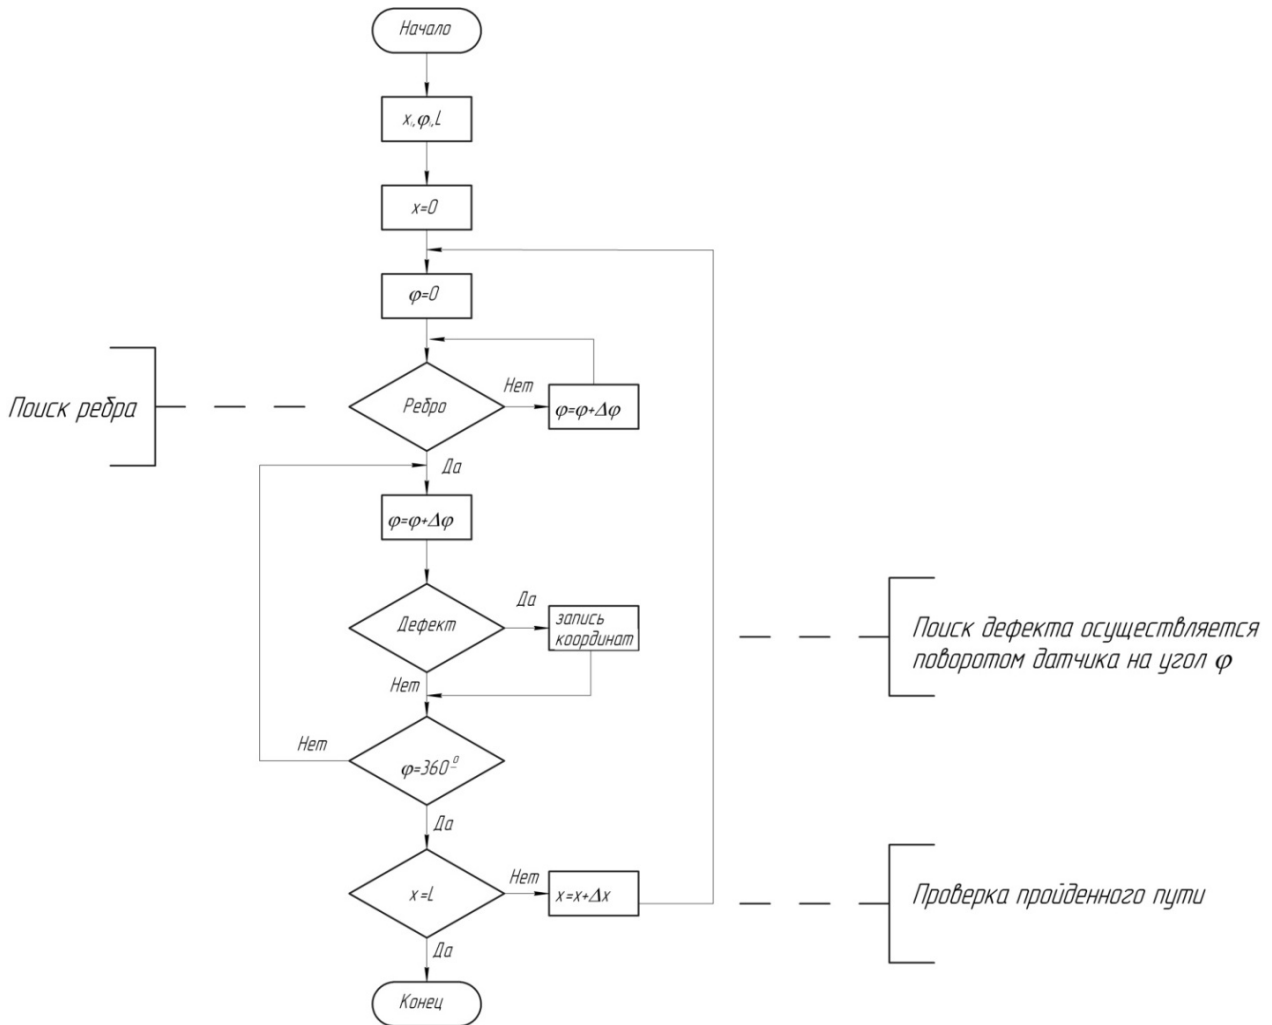 Начало
x, φ, L
x=0
φ=0
Поиск ребра
Ребро
Нет
φ=φ+Δφ
Да
φ=φ+Δφ
Дефект
Да
запись
координат
Нет
Поиск дефекта осуществляется
поворотом датчика на угол φ
φ=360°
Нет
Да
x=L
Нет
x=x+Δx
Проверка пройденного пути
Да
Конец